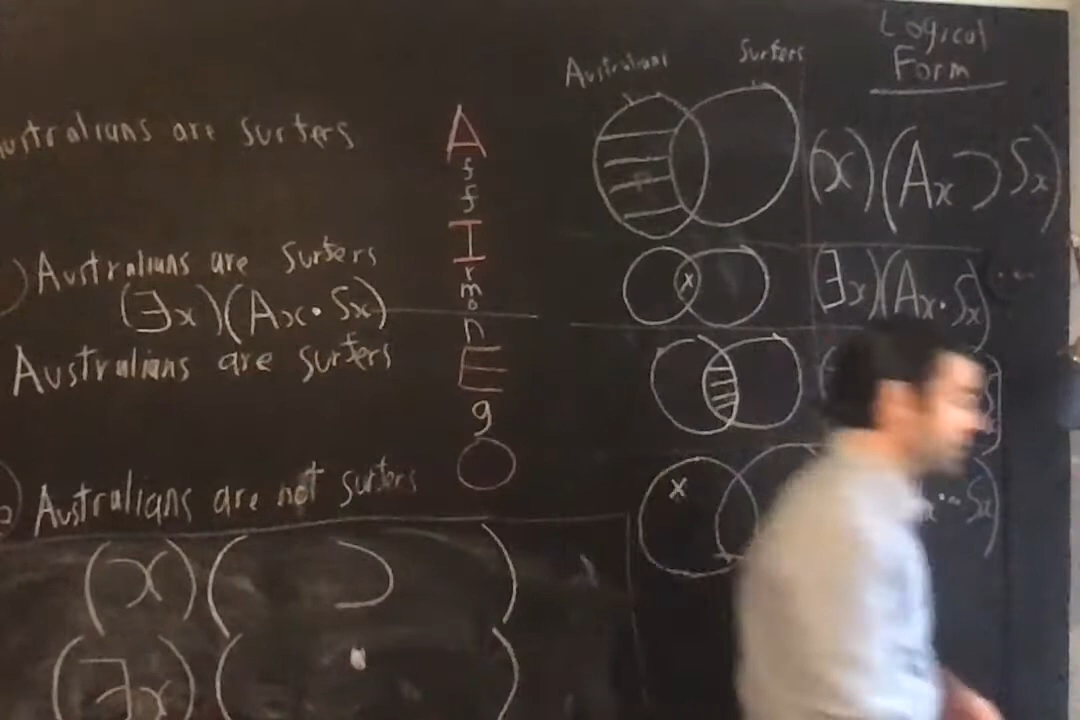 Logical
Form
Australians Surfers
Australians are surfers
A
f
f
I
r
m
o
n
E
g
O
(x)(Ax ⊃ Sx)
Australians are surfers
(∃x)(Ax • Sx)
(∃x)(Ax • Sx)
x
Australians are surfers
Australians are not surfers
x
Sx)
(x)( ⊃ )
(∃x)( • )